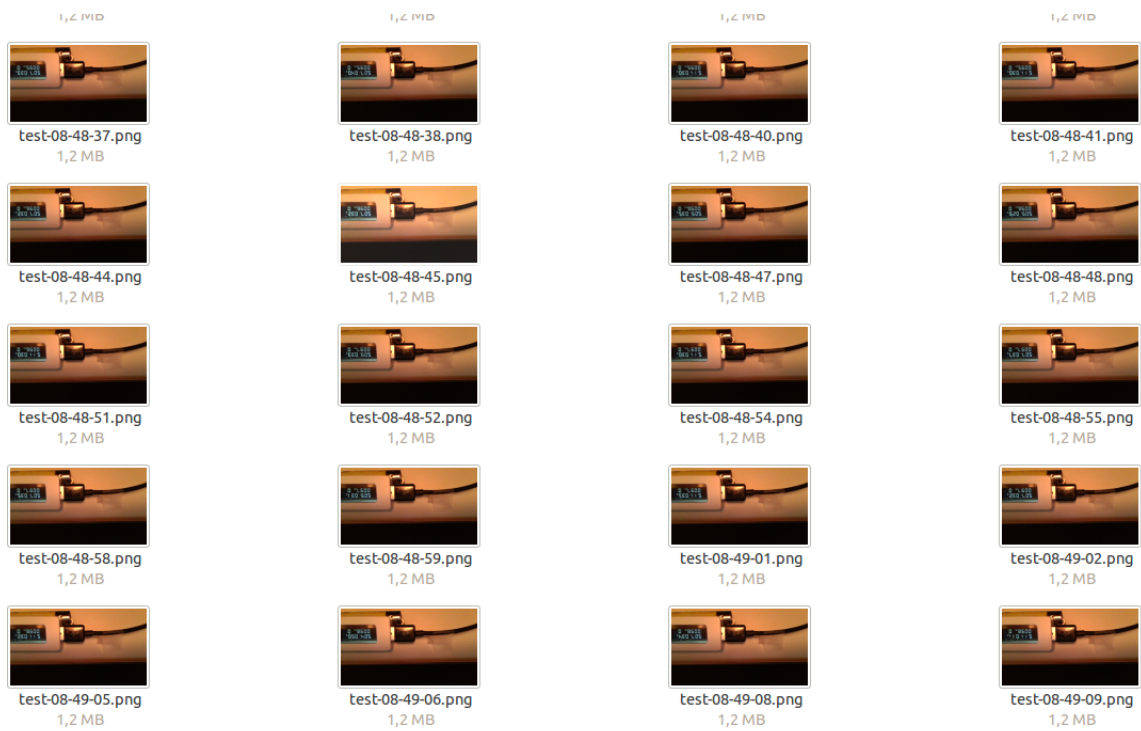 1,2 MB 1,2 MB 1,2 MB 1,2 MB
test-08-48-37.png test-08-48-38.png test-08-48-40.png test-08-48-41.png
1,2 MB 1,2 MB 1,2 MB 1,2 MB
test-08-48-44.png test-08-48-45.png test-08-48-47.png test-08-48-48.png
1,2 MB 1,2 MB 1,2 MB 1,2 MB
test-08-48-51.png test-08-48-52.png test-08-48-54.png test-08-48-55.png
1,2 MB 1,2 MB 1,2 MB 1,2 MB
test-08-48-58.png test-08-48-59.png test-08-49-01.png test-08-49-02.png
1,2 MB 1,2 MB 1,2 MB 1,2 MB
test-08-49-05.png test-08-49-06.png test-08-49-08.png test-08-49-09.png
1,2 MB 1,2 MB 1,2 MB 1,2 MB